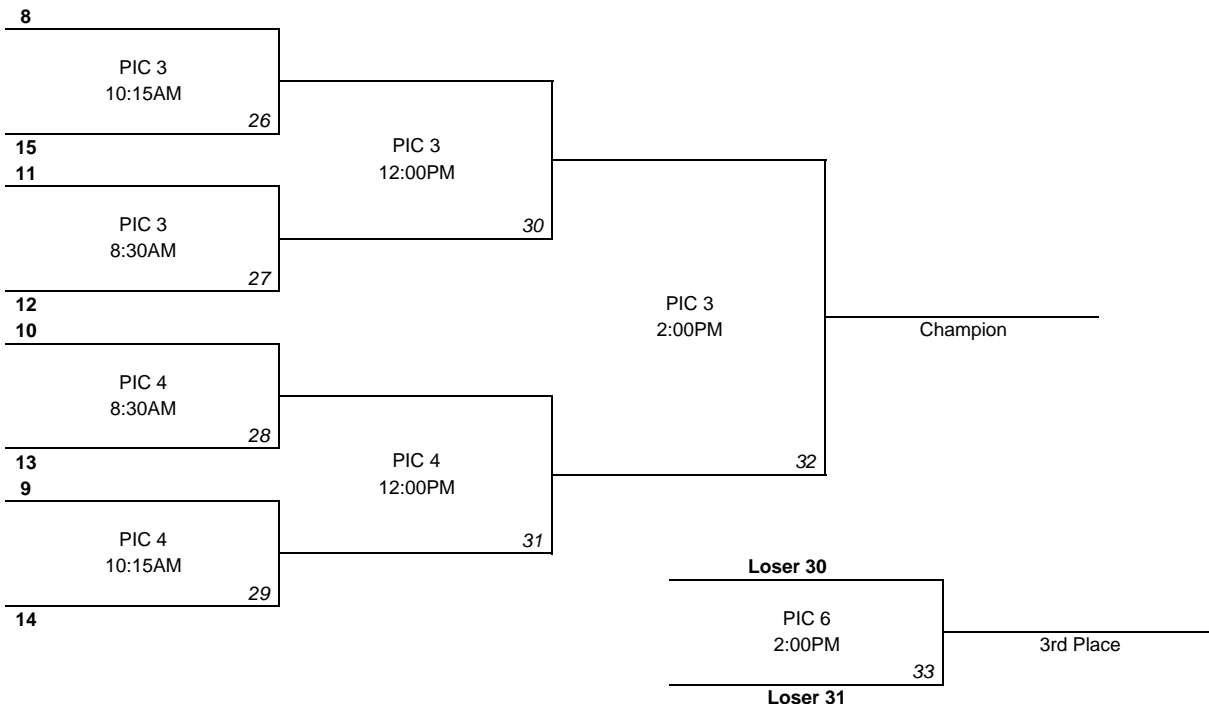 8
PIC 3
10:15AM
26
15
11
PIC 3
8:30AM
27
12
10
PIC 4
8:30AM
28
13
9
PIC 4
10:15AM
29
14
PIC 3
12:00PM
30
PIC 4
12:00PM
31
PIC 3
2:00PM
32
Champion
Loser 30
PIC 6
2:00PM
33
Loser 31
3rd Place